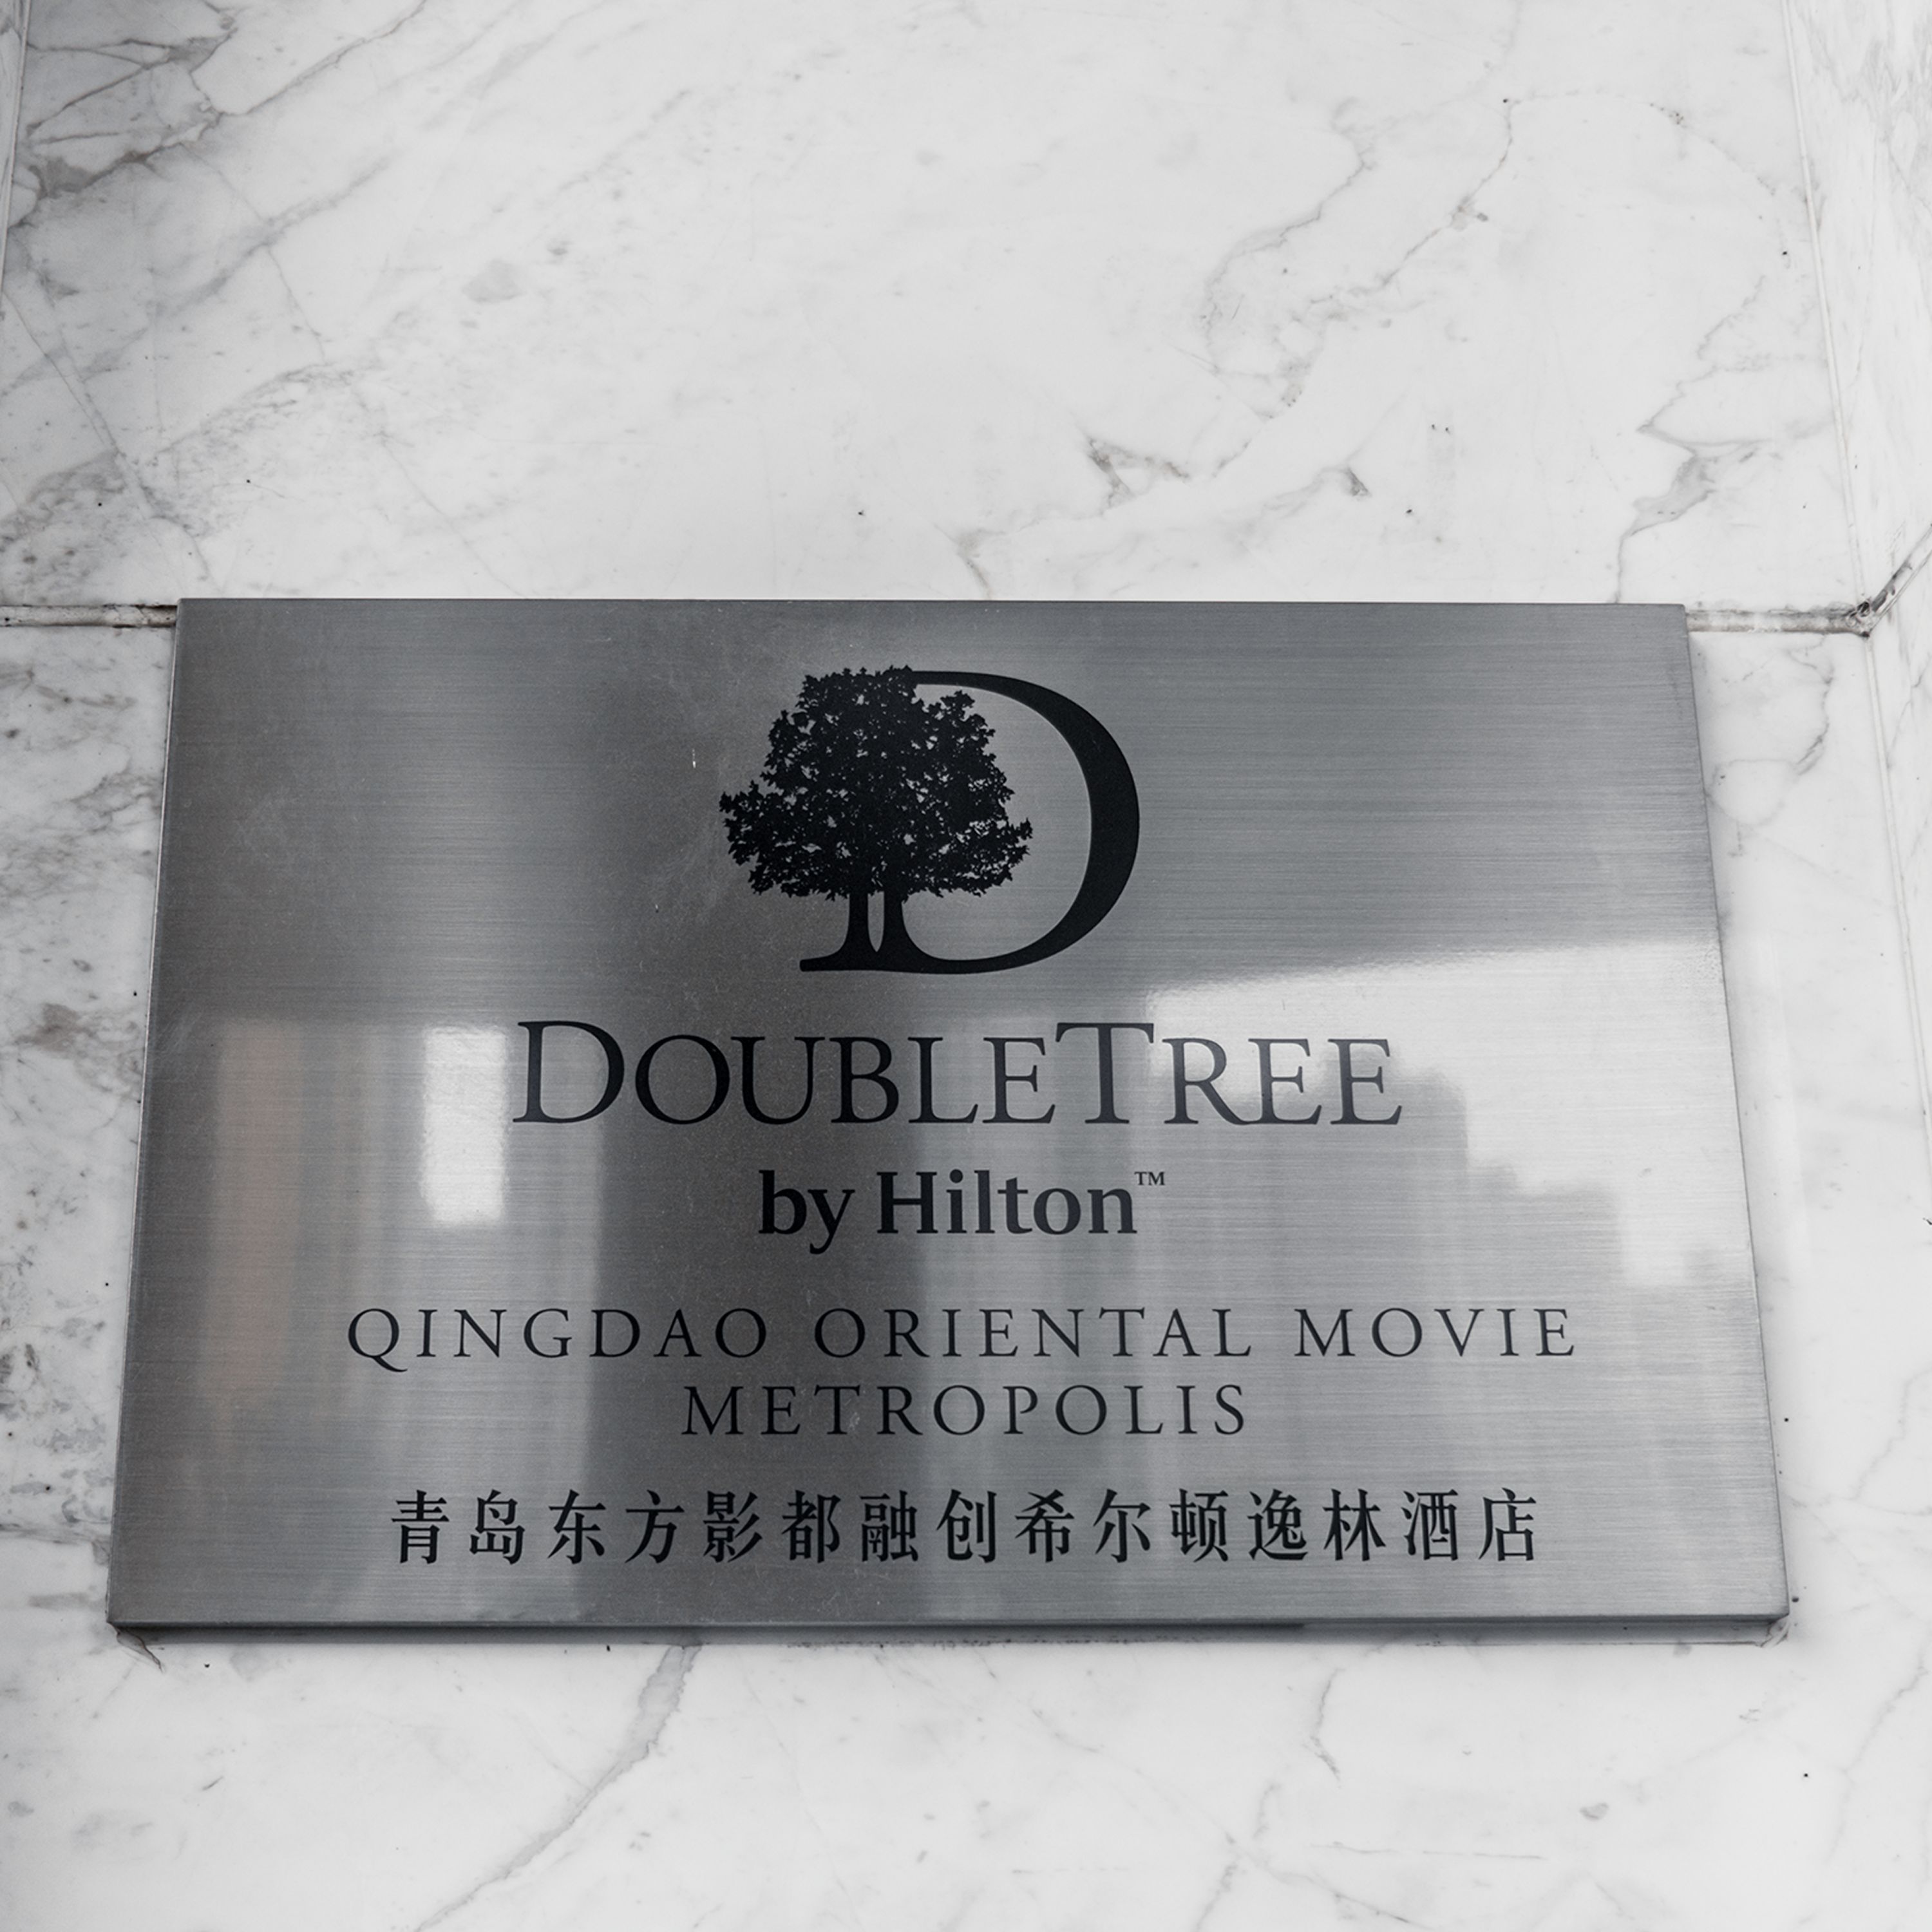 D
DOUBLETREE
by Hilton™
QINGDAO ORIENTAL MOVIE
METROPOLIS
青岛东方影都融创希尔顿逸林酒店